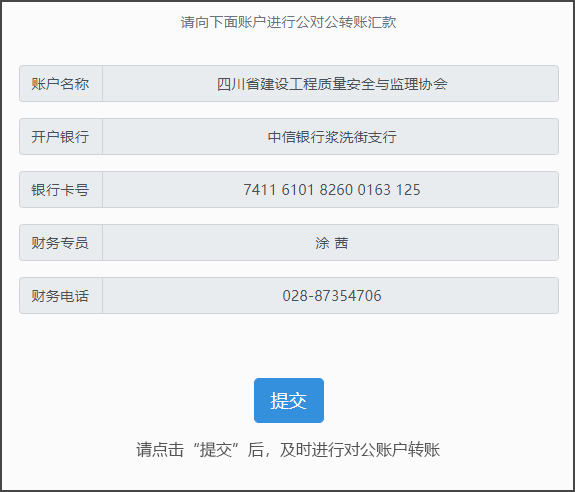 请向下面账户进行公对公转账汇款
账户名称 四川省建设工程质量安全与监理协会
开户银行 中信银行浆洗街支行
银行卡号 7411 6101 8260 0163 125
财务专员 涂 茜
财务电话 028-87354706
提交
请点击“提交”后，及时进行对公账户转账